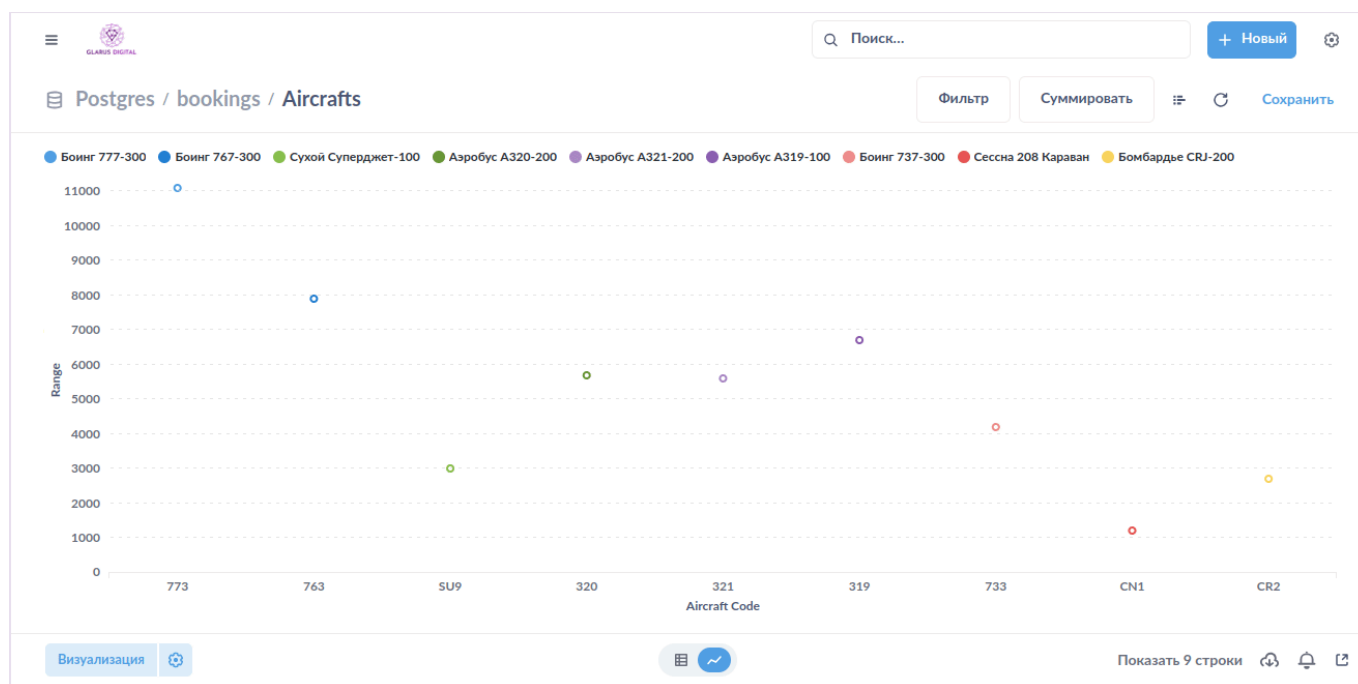 GLARUS DIGITAL
Поиск...
+ Новый
Postgres / bookings / Aircrafts
Фильтр
Суммировать
Сохранить
Боинг 777-300 Боинг 767-300 Сухой Суперджет-100 Аэробус A320-200 Аэробус A321-200 Аэробус A319-100 Боинг 737-300 Сессна 208 Караван Бомбардье CRJ-200
11000
10000
9000
8000
7000
6000
5000
4000
3000
2000
1000
0
Range
773 763 SU9 320 321 319 733 CN1 CR2
Aircraft Code
Визуализация
Показать 9 строки